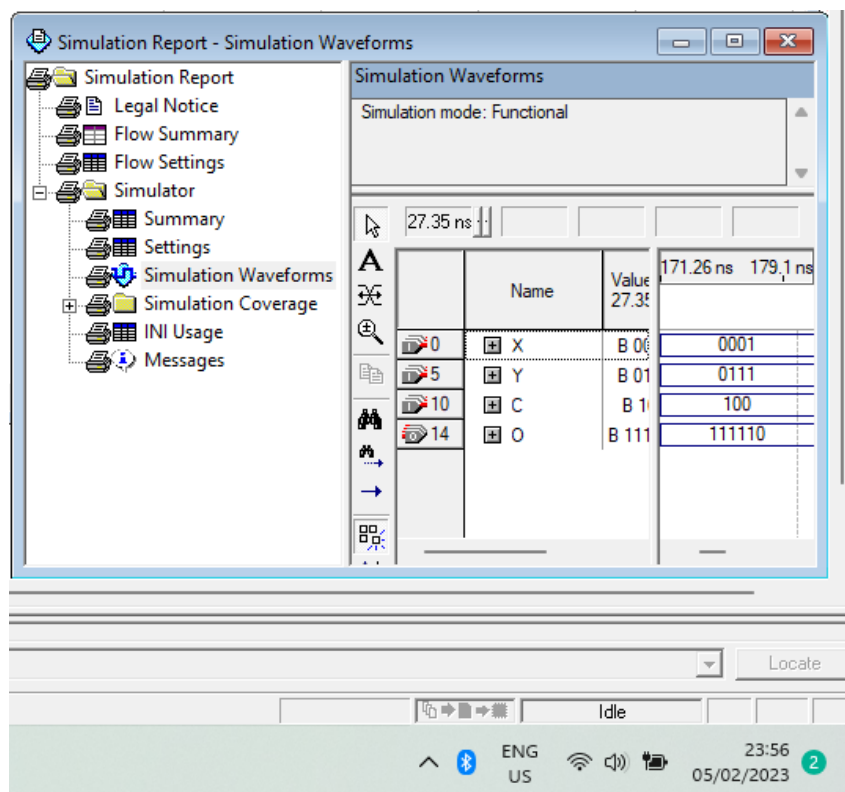 Simulation Report - Simulation Waveforms
Simulation Report
Legal Notice
Flow Summary
Flow Settings
Simulator
Summary
Settings
Simulation Waveforms
Simulation Coverage
INI Usage
Messages
Simulation Waveforms
Simulation mode: Functional
27.35 ns
Name
Value
27.35
171.26 ns 179.1 ns
0 X B 00 0001
5 Y B 01 0111
10 C B 10 100
14 O B 111 111110
Locate
Idle
ENG
US
23:56
05/02/2023
2